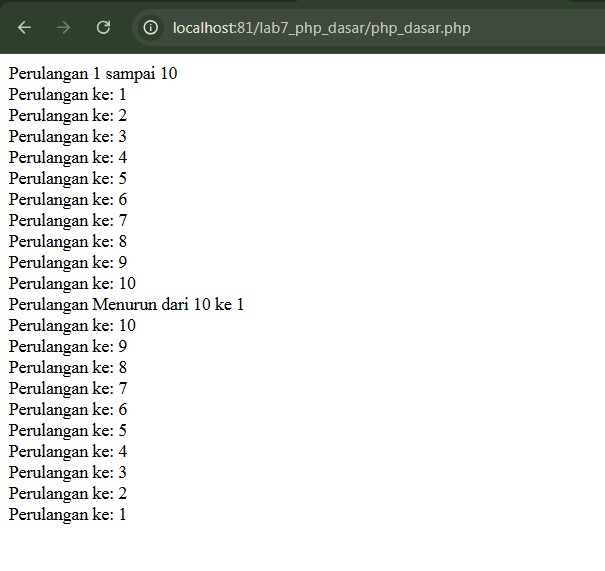 localhost:81/lab7_php_dasar/php_dasar.php
Perulangan 1 sampai 10
Perulangan ke: 1
Perulangan ke: 2
Perulangan ke: 3
Perulangan ke: 4
Perulangan ke: 5
Perulangan ke: 6
Perulangan ke: 7
Perulangan ke: 8
Perulangan ke: 9
Perulangan ke: 10
Perulangan Menurun dari 10 ke 1
Perulangan ke: 10
Perulangan ke: 9
Perulangan ke: 8
Perulangan ke: 7
Perulangan ke: 6
Perulangan ke: 5
Perulangan ke: 4
Perulangan ke: 3
Perulangan ke: 2
Perulangan ke: 1